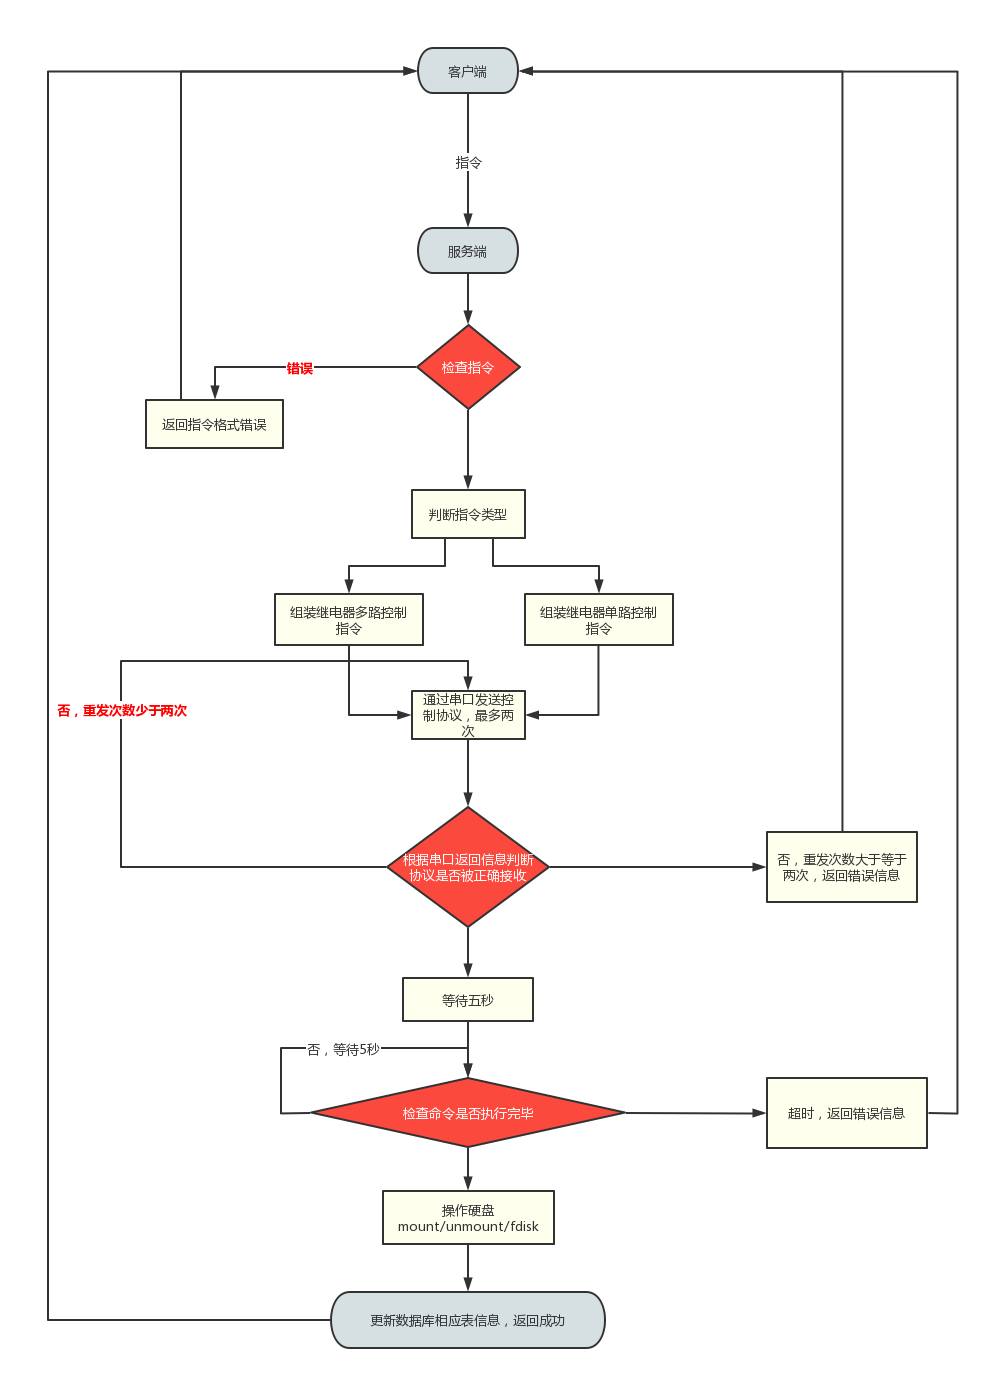 客户端
指令
服务端
检查指令
错误
返回指令格式错误
判断指令类型
组装继电器多路控制
指令
组装继电器单路控制
指令
否，重发次数少于两次
通过串口发送控
制协议，最多两
次
根据串口返回信息判断
协议是否被正确接收
否，重发次数大于等于
两次，返回错误信息
等待五秒
否，等待5秒
检查命令是否执行完毕
超时，返回错误信息
操作硬盘
mount/unmount/fdisk
更新数据库相应表信息，返回成功